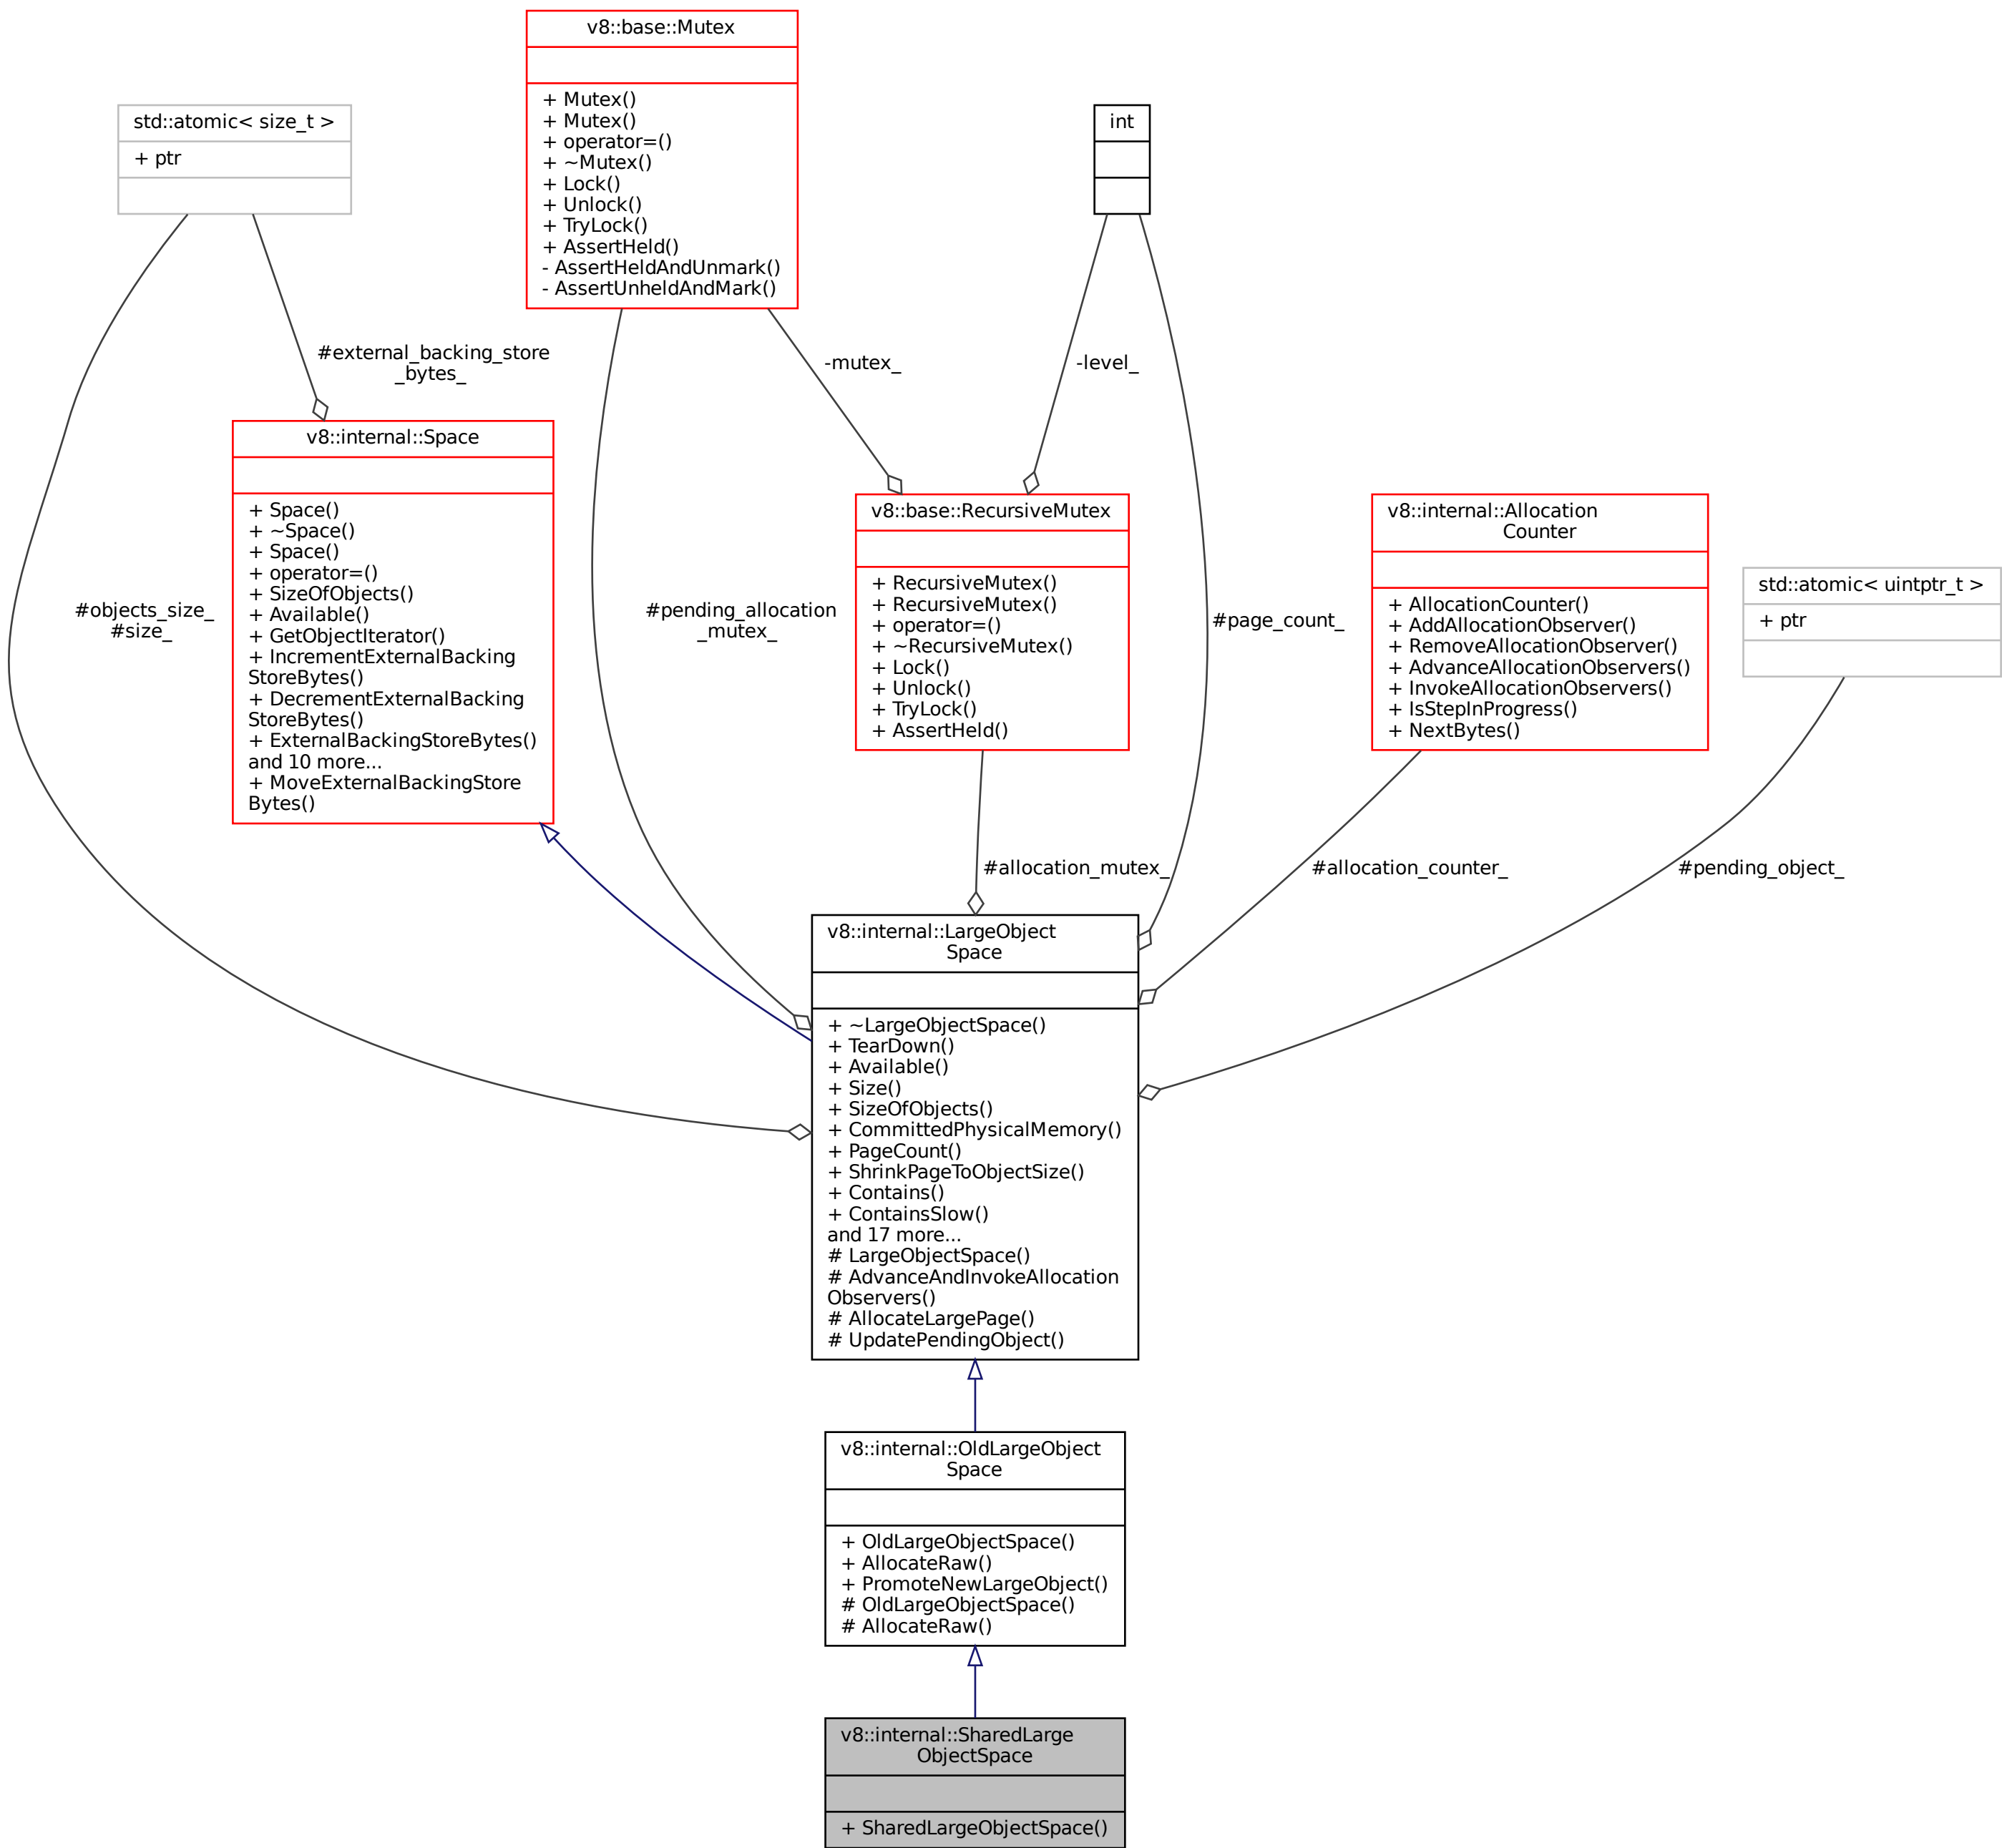 v8::base::Mutex
+ Mutex()
+ Mutex()
+ operator=()
+ ~Mutex()
+ Lock()
+ Unlock()
+ TryLock()
+ AssertHeld()
- AssertHeldAndUnmark()
- AssertUnheldAndMark()
std::atomic< size_t >
+ ptr
int
#external_backing_store
_bytes_
-mutex_
-level_
v8::internal::Space
+ Space()
+ ~Space()
+ Space()
+ operator=()
+ SizeOfObjects()
+ Available()
+ GetObjectIterator()
+ IncrementExternalBacking
StoreBytes()
+ DecrementExternalBacking
StoreBytes()
+ ExternalBackingStoreBytes()
and 10 more...
+ MoveExternalBackingStore
Bytes()
v8::base::RecursiveMutex
+ RecursiveMutex()
+ RecursiveMutex()
+ operator=()
+ ~RecursiveMutex()
+ Lock()
+ Unlock()
+ TryLock()
+ AssertHeld()
v8::internal::Allocation
Counter
+ AllocationCounter()
+ AddAllocationObserver()
+ RemoveAllocationObserver()
+ AdvanceAllocationObservers()
+ InvokeAllocationObservers()
+ IsStepInProgress()
+ NextBytes()
std::atomic< uintptr_t >
+ ptr
#objects_size_
#size_
#pending_allocation
_mutex_
#page_count_
#allocation_mutex_
#allocation_counter_
#pending_object_
v8::internal::LargeObject
Space
+ ~LargeObjectSpace()
+ TearDown()
+ Available()
+ Size()
+ SizeOfObjects()
+ CommittedPhysicalMemory()
+ PageCount()
+ ShrinkPageToObjectSize()
+ Contains()
+ ContainsSlow()
and 17 more...
# LargeObjectSpace()
# AdvanceAndInvokeAllocation
Observers()
# AllocateLargePage()
# UpdatePendingObject()
v8::internal::OldLargeObject
Space
+ OldLargeObjectSpace()
+ AllocateRaw()
+ PromoteNewLargeObject()
# OldLargeObjectSpace()
# AllocateRaw()
v8::internal::SharedLarge
ObjectSpace
+ SharedLargeObjectSpace()